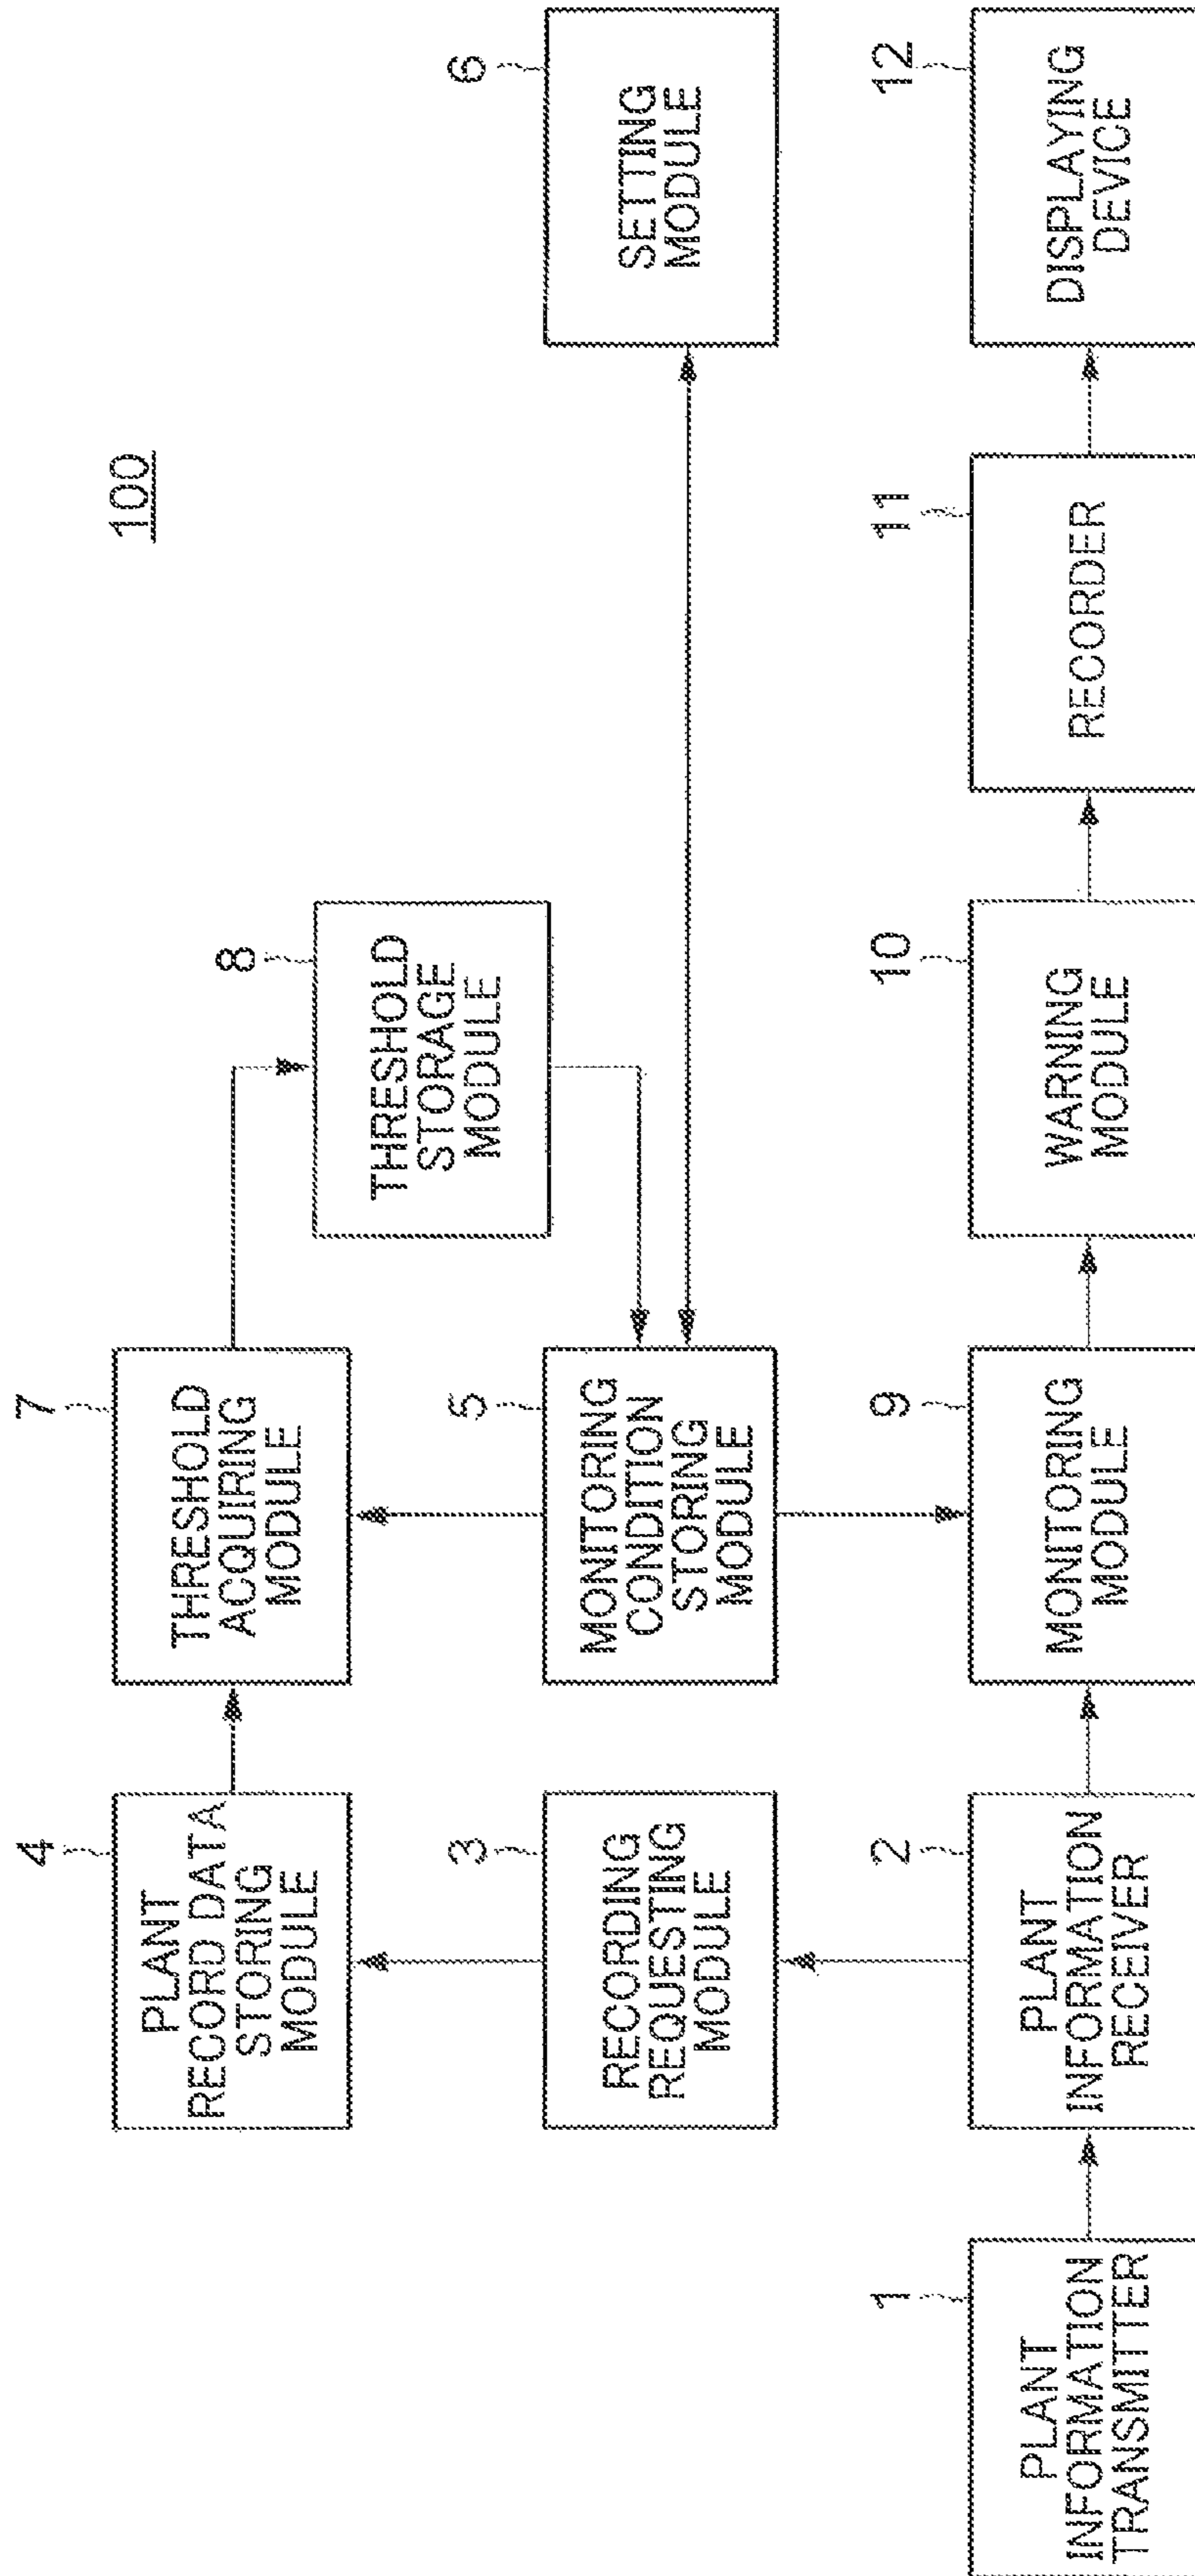 100
4
PLANT
RECORD DATA
STORING
MODULE
7
THRESHOLD
ACQUIRING
MODULE
8
THRESHOLD
STORAGE
MODULE
3
RECORDING
REQUESTING
MODULE
5
MONITORING
CONDITION
STORING
MODULE
6
SETTING
MODULE
1
PLANT
INFORMATION
TRANSMITTER
2
PLANT
INFORMATION
RECEIVER
9
MONITORING
MODULE
10
WARNING
MODULE
11
RECORDER
12
DISPLAYING
DEVICE